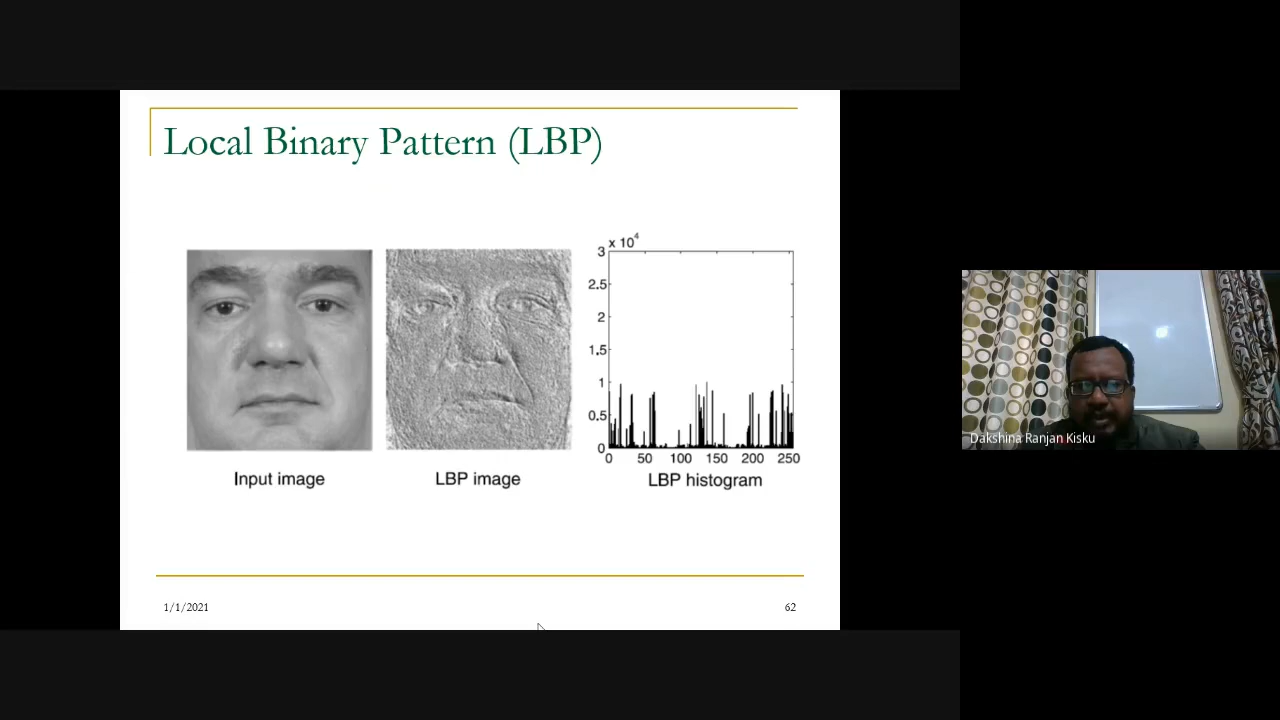 Local Binary Pattern (LBP)
x 10⁴
3
2.5
2
1.5
1
0.5
0
0 50 100 150 200 250
Input image
LBP image
LBP histogram
1/1/2021
62
Dakshina Ranjan Kisku